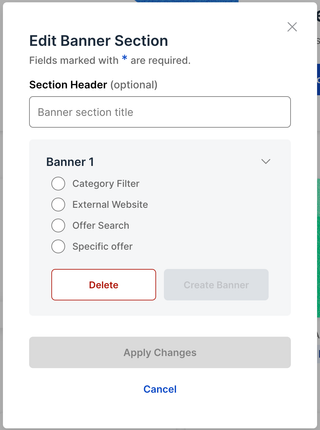 Edit Banner Section
Fields marked with * are required.
Section Header (optional)
Banner section title
Banner 1
Category Filter
External Website
Offer Search
Specific offer
Delete
Create Banner
Apply Changes
Cancel